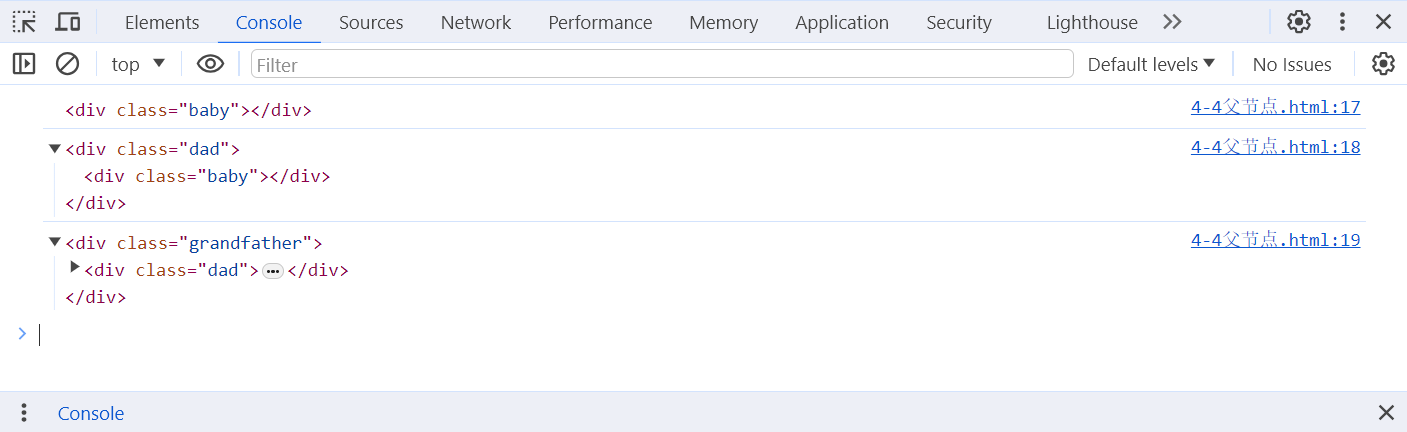 Elements Console Sources Network Performance Memory Application Security Lighthouse
top Filter Default levels No Issues
<div class="baby"></div> 4-4父节点.html:17
<div class="dad"> 4-4父节点.html:18
<div class="baby"></div>
</div>
<div class="grandfather"> 4-4父节点.html:19
<div class="dad">…</div>
</div>
Console